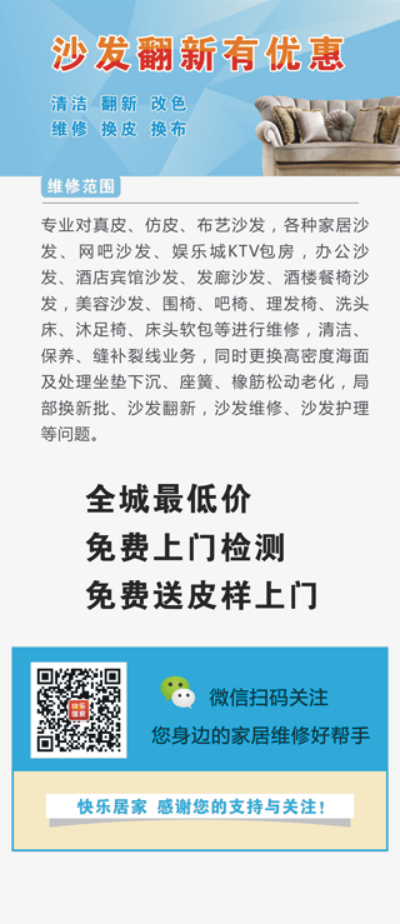 沙发翻新有优惠
清洁 翻新 改色
维修 换皮 换布
维修范围
专业对真皮、仿皮、布艺沙发，各种家居沙
发、网吧沙发、娱乐城KTV包房，办公沙
发、酒店宾馆沙发、发廊沙发、酒楼餐椅沙
发，美容沙发、围椅、吧椅、理发椅、洗头
床、沐足椅、床头软包等进行维修，清洁、
保养、缝补裂线业务，同时更换高密度海面
及处理坐垫下沉、座簧、橡筋松动老化，局
部换新批、沙发翻新，沙发维修、沙发护理
等问题。
全城最低价
免费上门检测
免费送皮样上门
微信扫码关注
您身边的家居维修好帮手
快乐居家 感谢您的支持与关注！